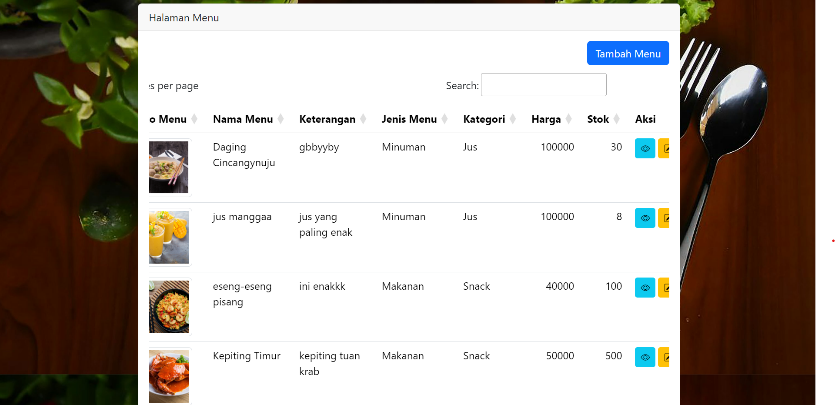 Halaman Menu
Tambah Menu
es per page Search:
o Menu Nama Menu Keterangan Jenis Menu Kategori Harga Stok Aksi
Daging Cincangynuju gbbyyby Minuman Jus 100000 30
jus manggaa jus yang paling enak Minuman Jus 100000 8
eseng-eseng pisang ini enakkk Makanan Snack 40000 100
Kepiting Timur kepiting tuan krab Makanan Snack 50000 500